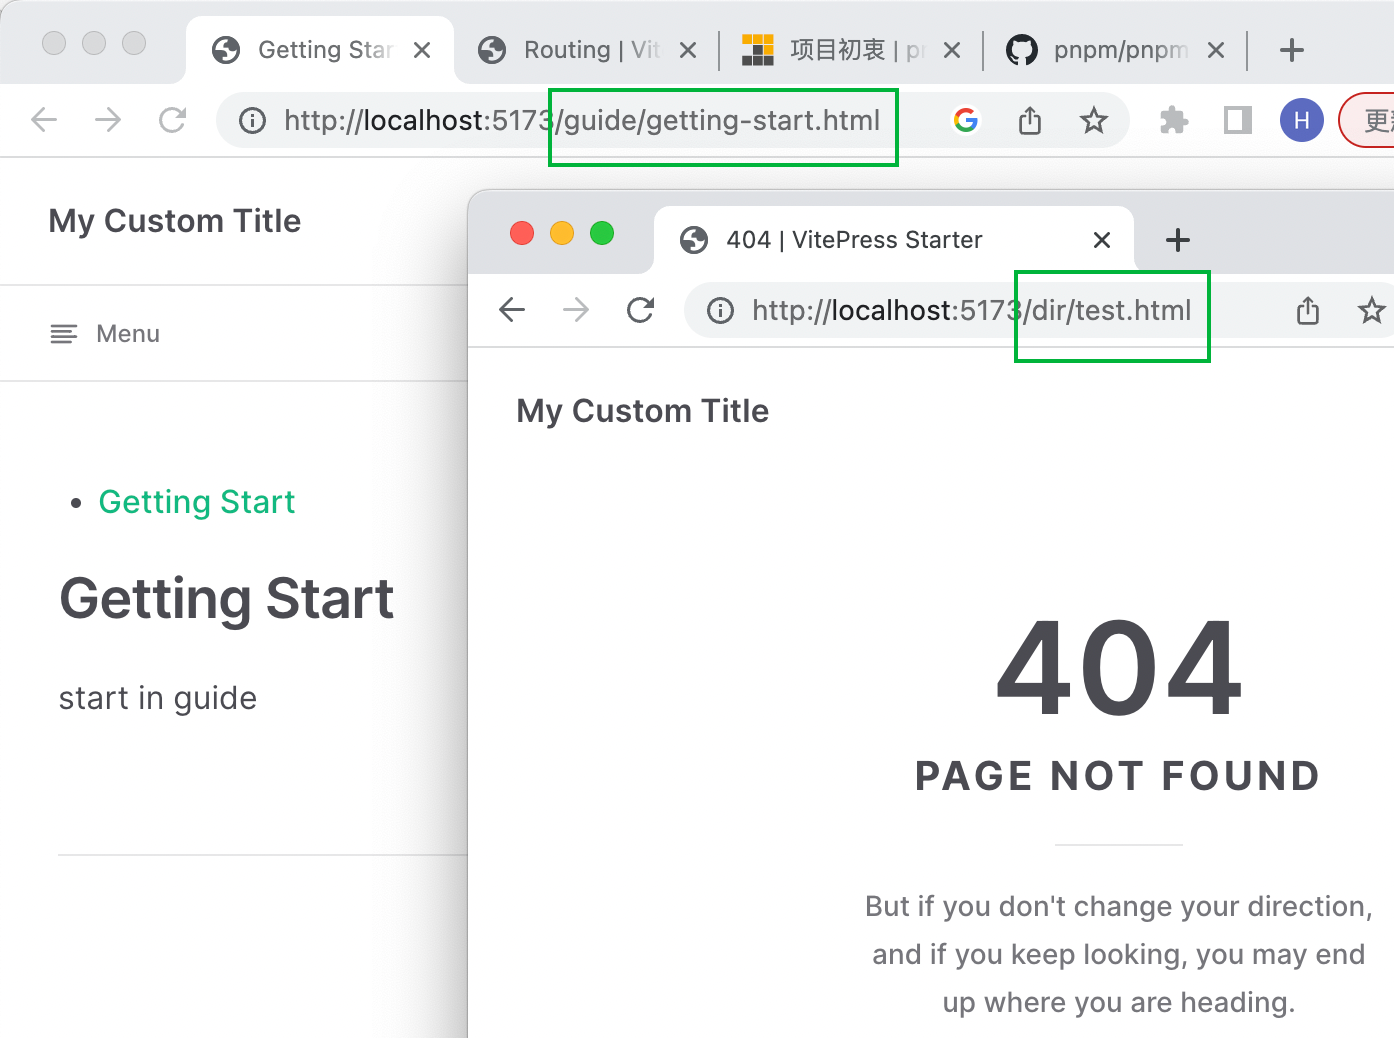 Getting Star
Routing | Vit
项目初衷 | pr
pnpm/pnpm
http://localhost:5173/guide/getting-start.html
H
更新
My Custom Title
Menu
Getting Start
Getting Start
start in guide
404 | VitePress Starter
http://localhost:5173/dir/test.html
My Custom Title
404
PAGE NOT FOUND
But if you don't change your direction,
and if you keep looking, you may end
up where you are heading.